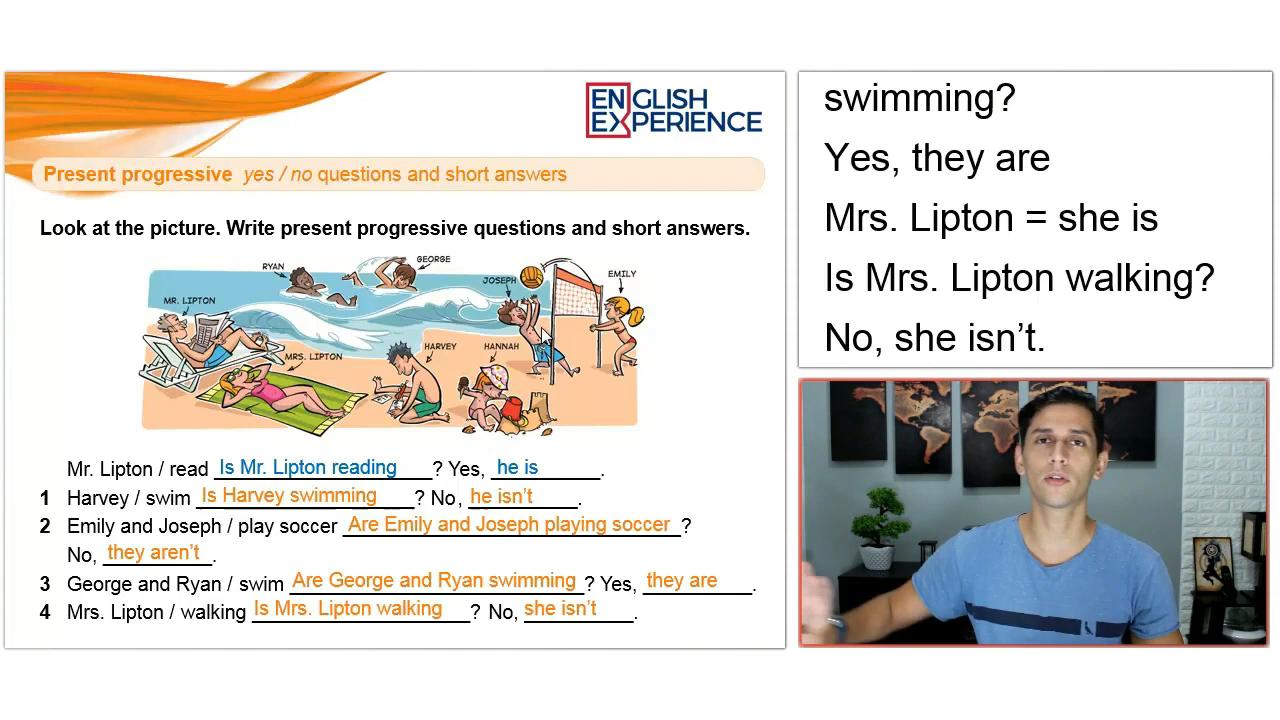 ENGLISH
EXPERIENCE
Present progressive yes / no questions and short answers
Look at the picture. Write present progressive questions and short answers.
RYAN
GEORGE
JOSEPH
EMILY
MR. LIPTON
MRS. LIPTON
HARVEY
HANNAH
Mr. Lipton / read Is Mr. Lipton reading ? Yes, he is .
1 Harvey / swim Is Harvey swimming ? No, he isn't .
2 Emily and Joseph / play soccer Are Emily and Joseph playing soccer ?
No, they aren't .
3 George and Ryan / swim Are George and Ryan swimming ? Yes, they are .
4 Mrs. Lipton / walking Is Mrs. Lipton walking ? No, she isn't .
swimming?
Yes, they are
Mrs. Lipton = she is
Is Mrs. Lipton walking?
No, she isn’t.